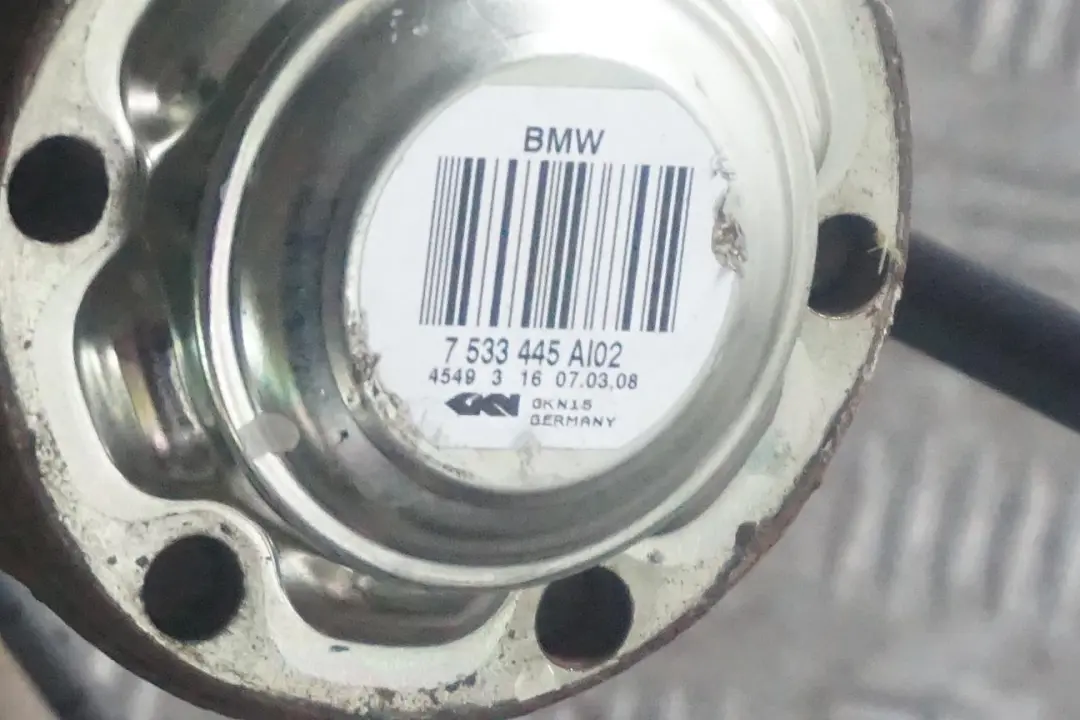 BMW
7 533 445 AI02
4549 3 16 07.03.08
GKN GKN15
GERMANY